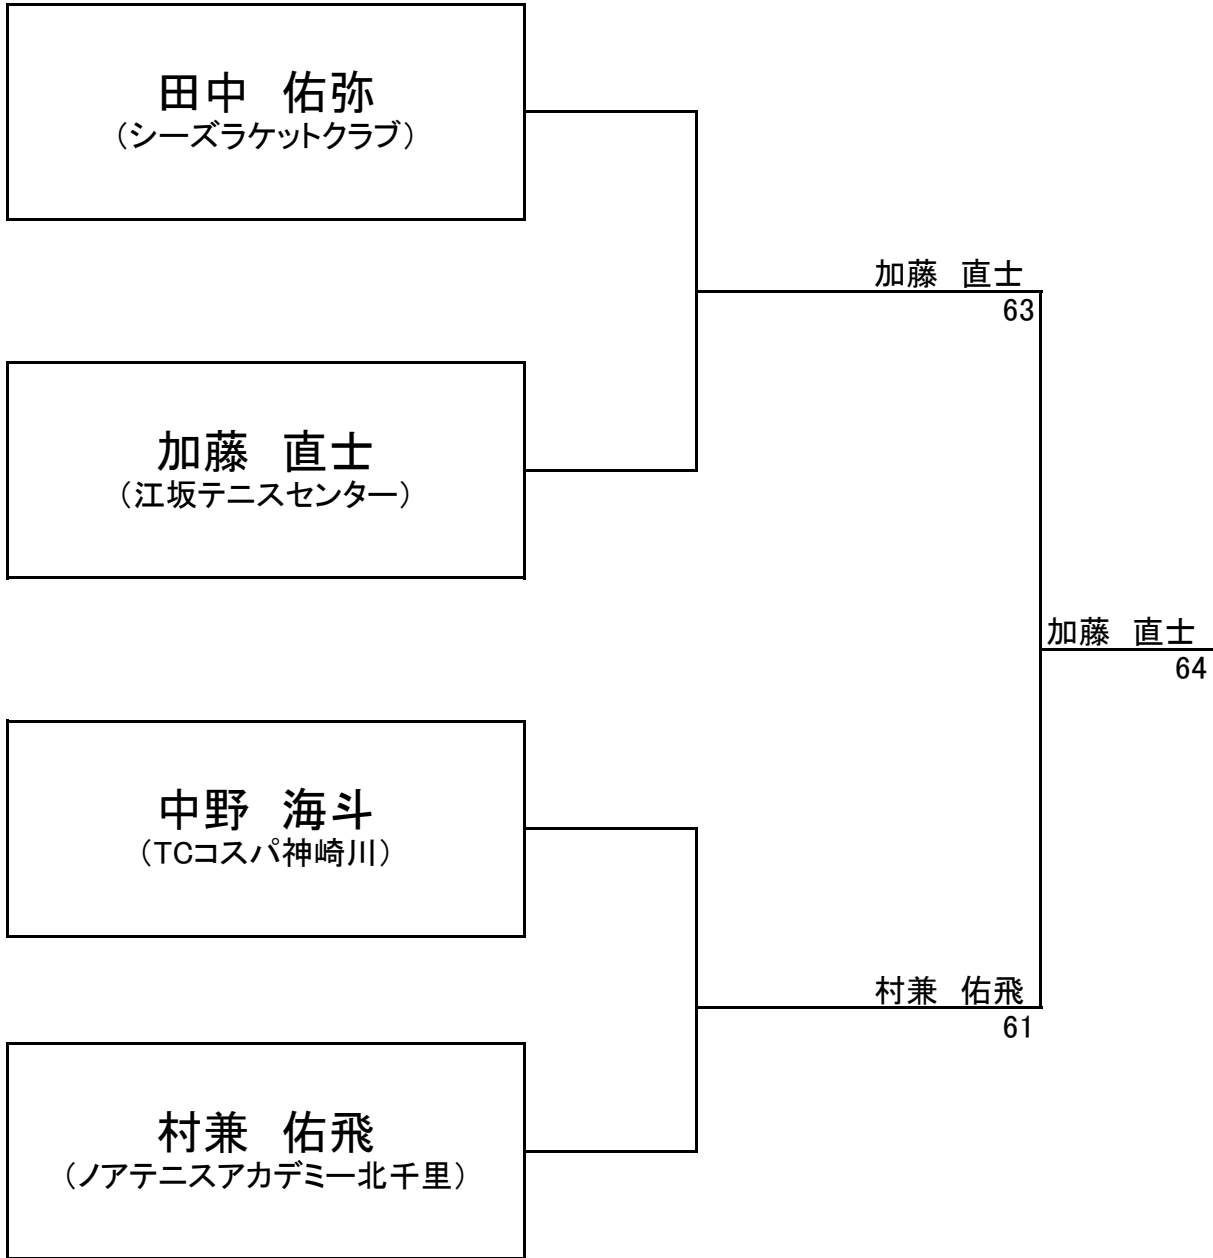 田中　佑弥
（シーズラケットクラブ）
加藤　直士
63
加藤　直士
（江坂テニスセンター）
加藤　直士
64
中野　海斗
（TCコスパ神崎川）
村兼　佑飛
61
村兼　佑飛
（ノアテニスアカデミー北千里）